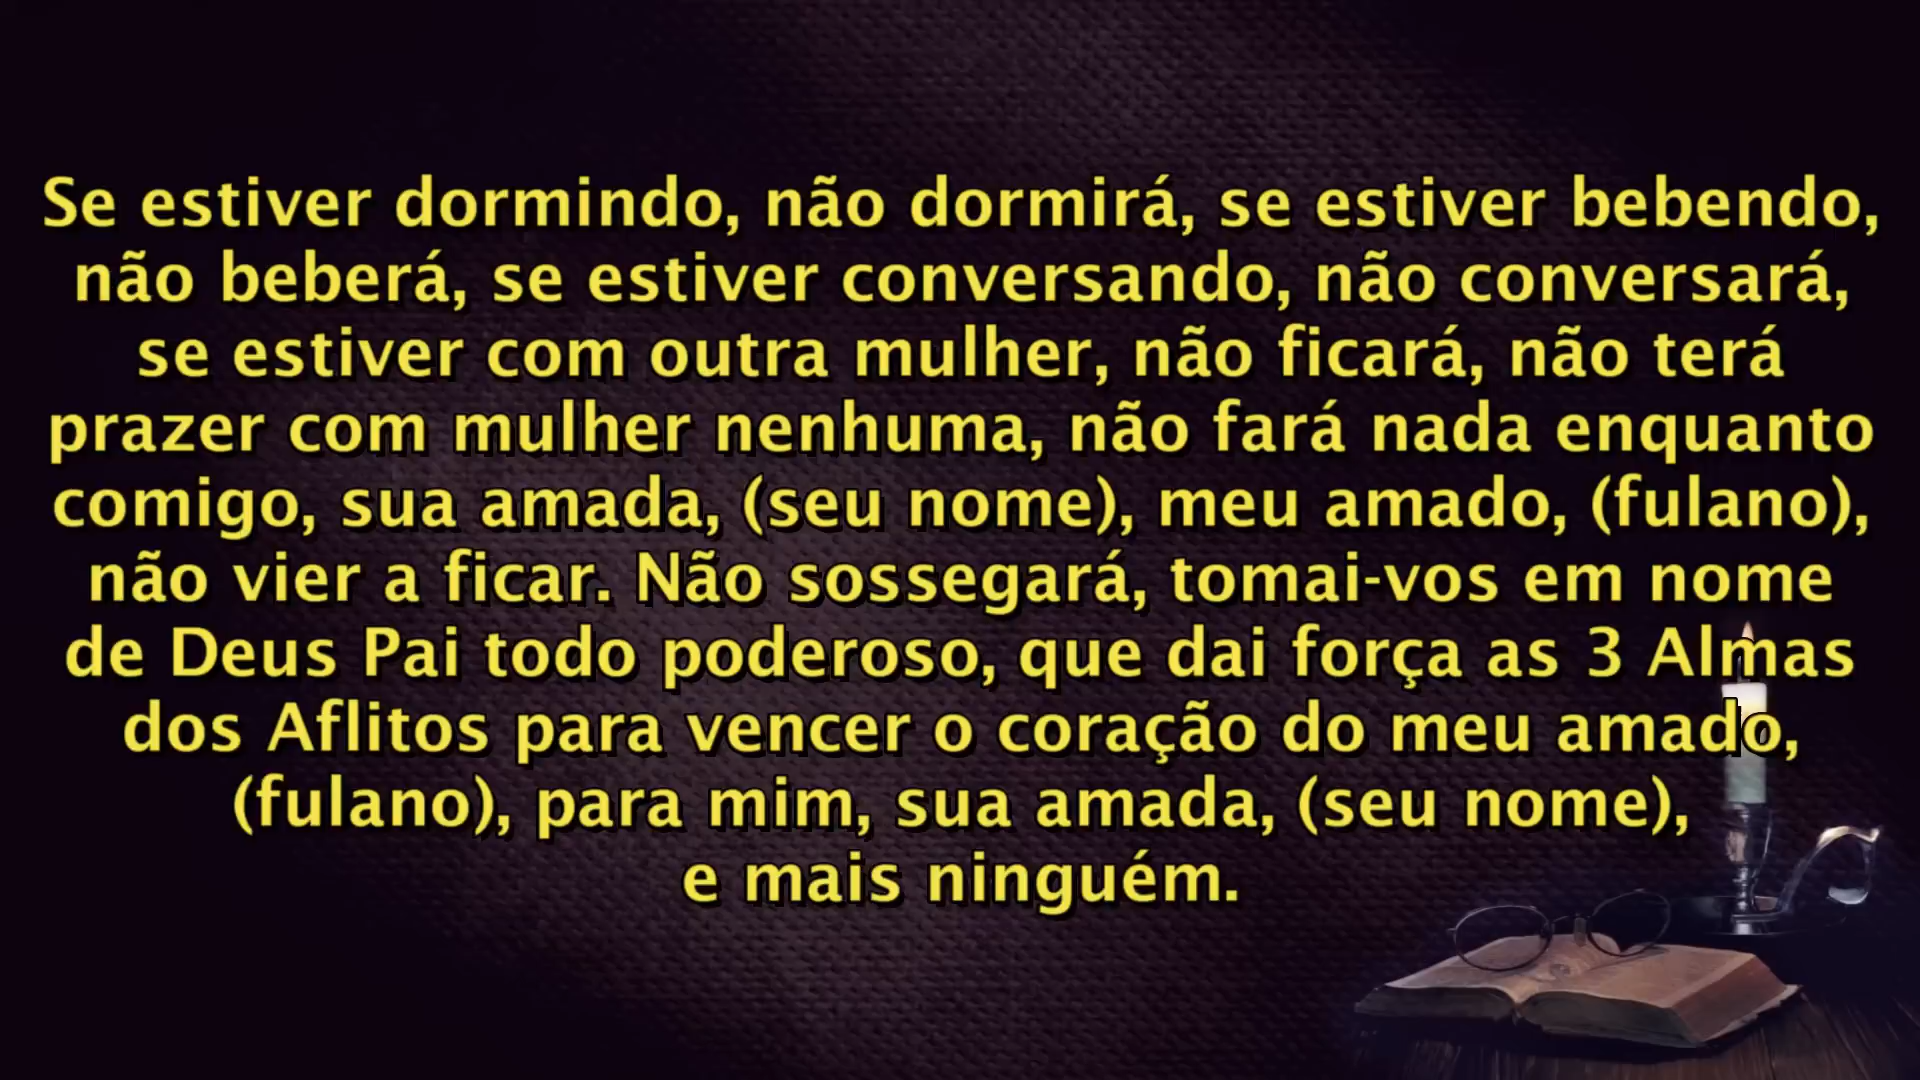 Se estiver dormindo, não dormirá, se estiver bebendo,
não beberá, se estiver conversando, não conversará,
se estiver com outra mulher, não ficará, não terá
prazer com mulher nenhuma, não fará nada enquanto
comigo, sua amada, (seu nome), meu amado, (fulano),
não vier a ficar. Não sossegará, tomai-vos em nome
de Deus Pai todo poderoso, que dai força as 3 Almas
dos Aflitos para vencer o coração do meu amado,
(fulano), para mim, sua amada, (seu nome),
e mais ninguém.